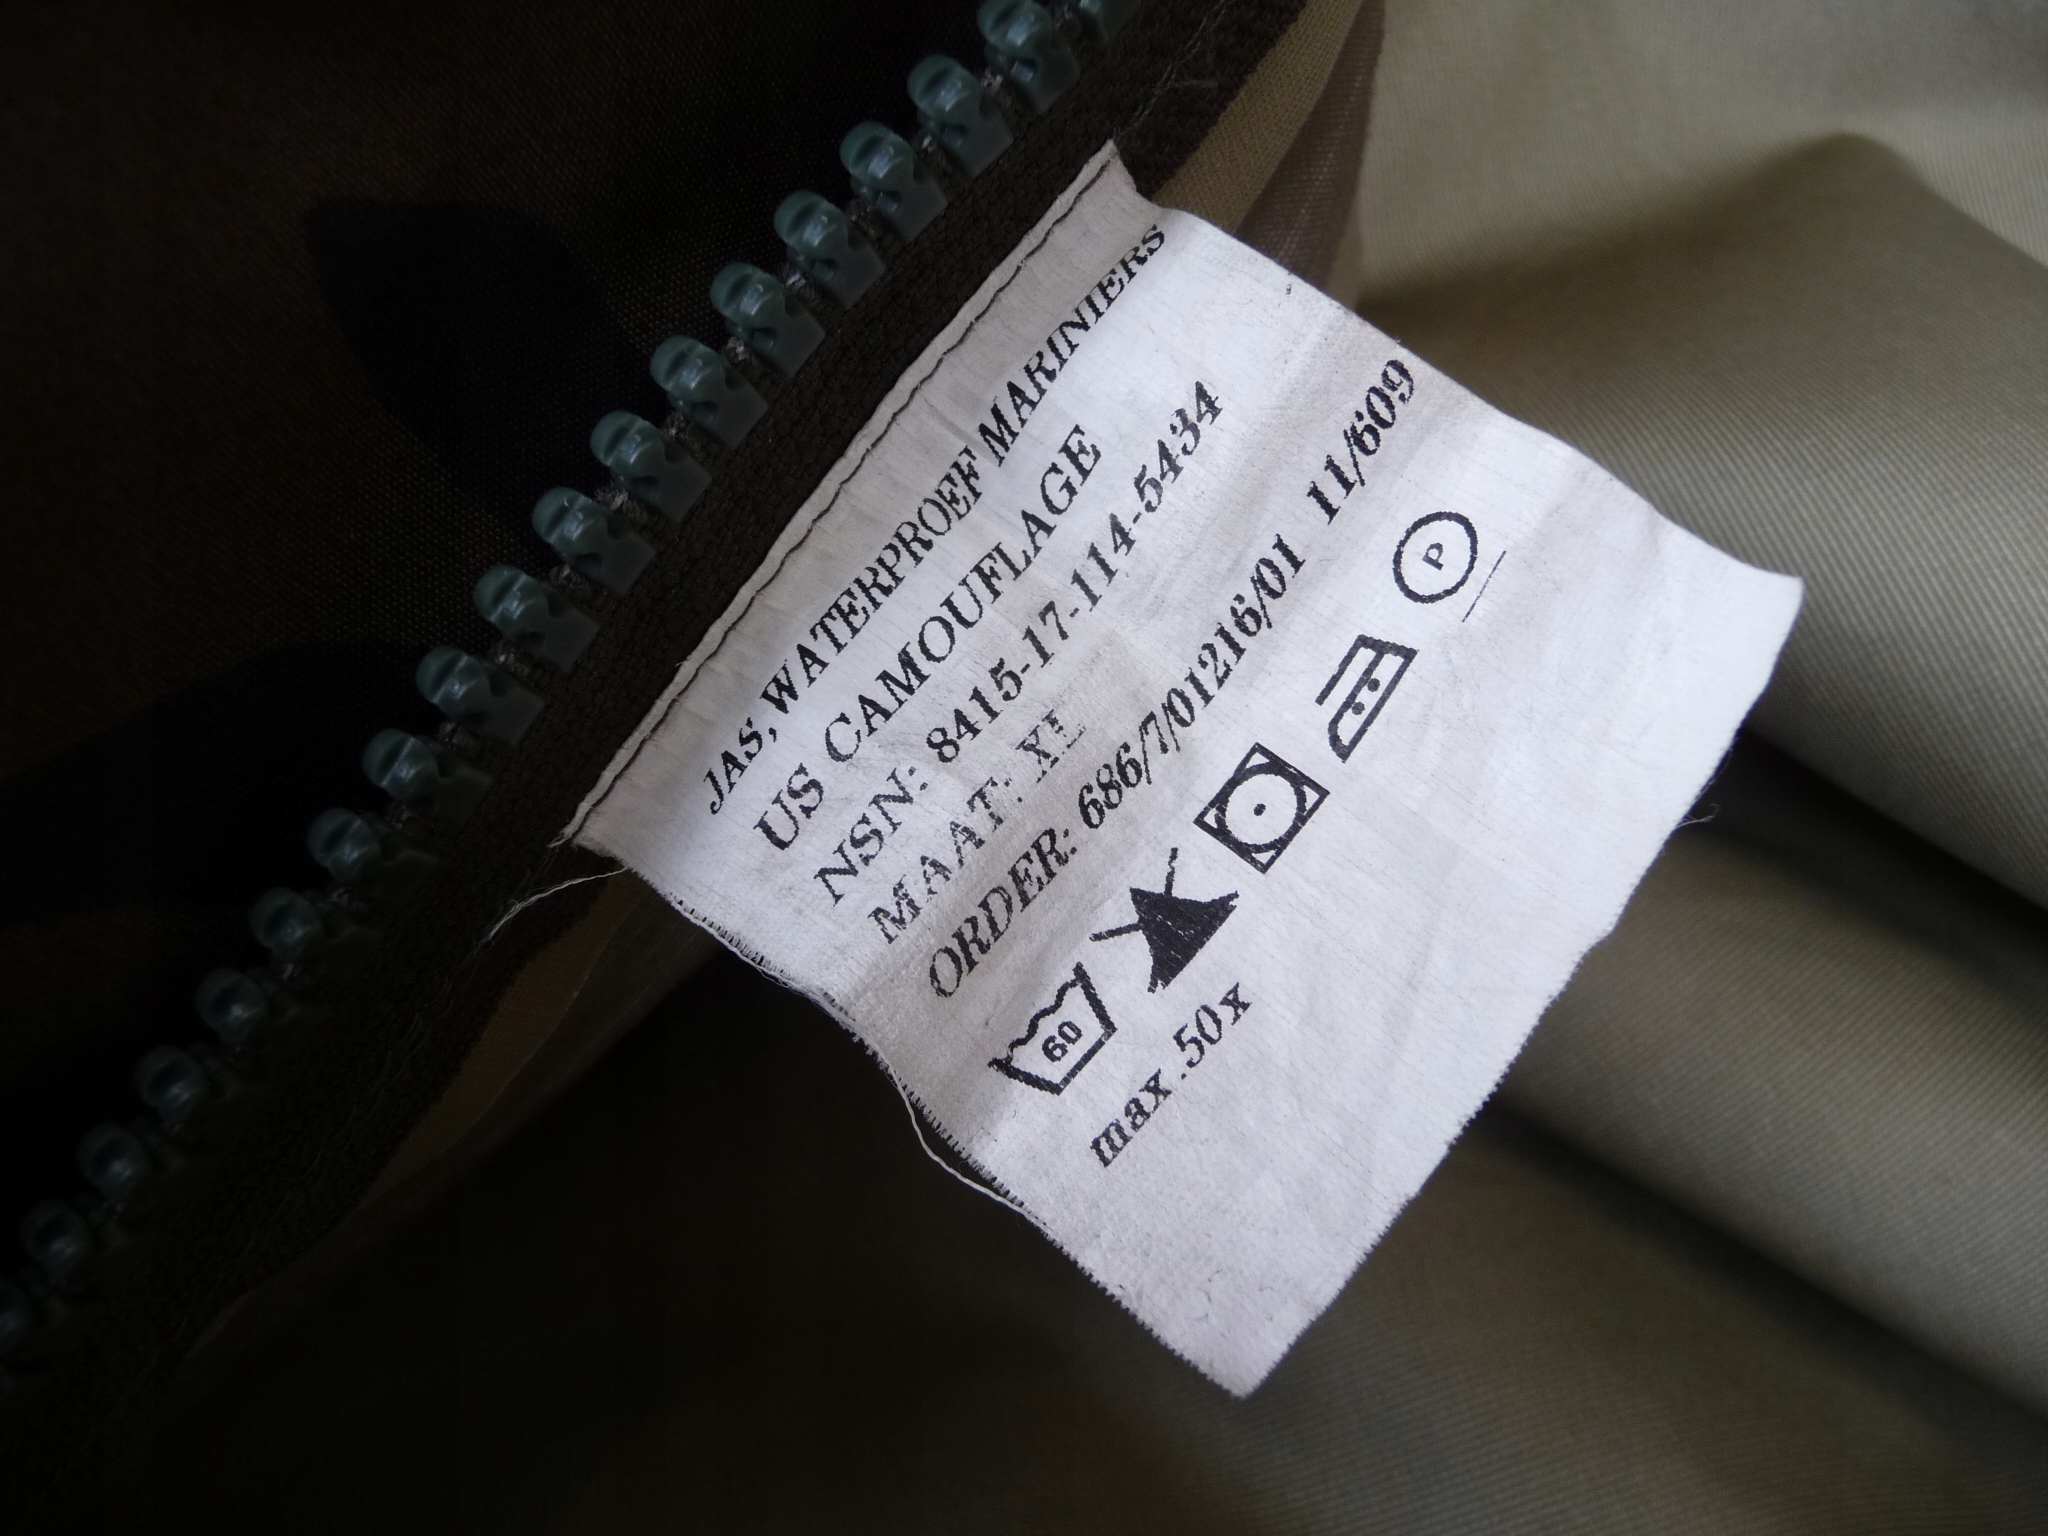 JAS, WATERPROEF MARINIERS
US CAMOUFLAGE
NSN: 8415-17-114-5434
MAAT: XL
ORDER: 686/7/01216/01 11/609
60 P
max. 50x